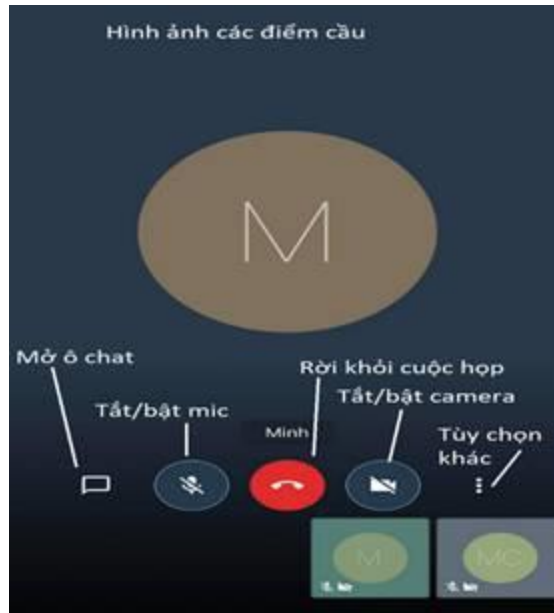 Hình ảnh các điểm cầu
M
Mở ô chat
Rời khỏi cuộc họp
Tắt/bật mic
Tắt/bật camera
Minh
Tùy chọn
khác
M
MC